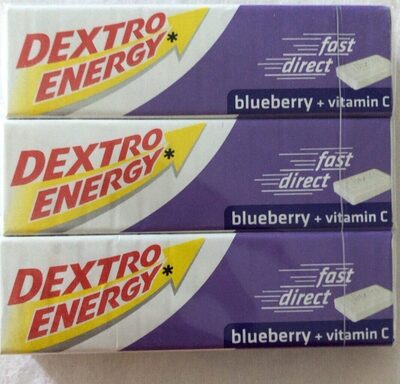 DEXTRO
ENERGY*
fast
direct
blueberry + vitamin C
DEXTRO
ENERGY*
fast
direct
blueberry + vitamin C
DEXTRO
ENERGY*
fast
direct
blueberry + vitamin C